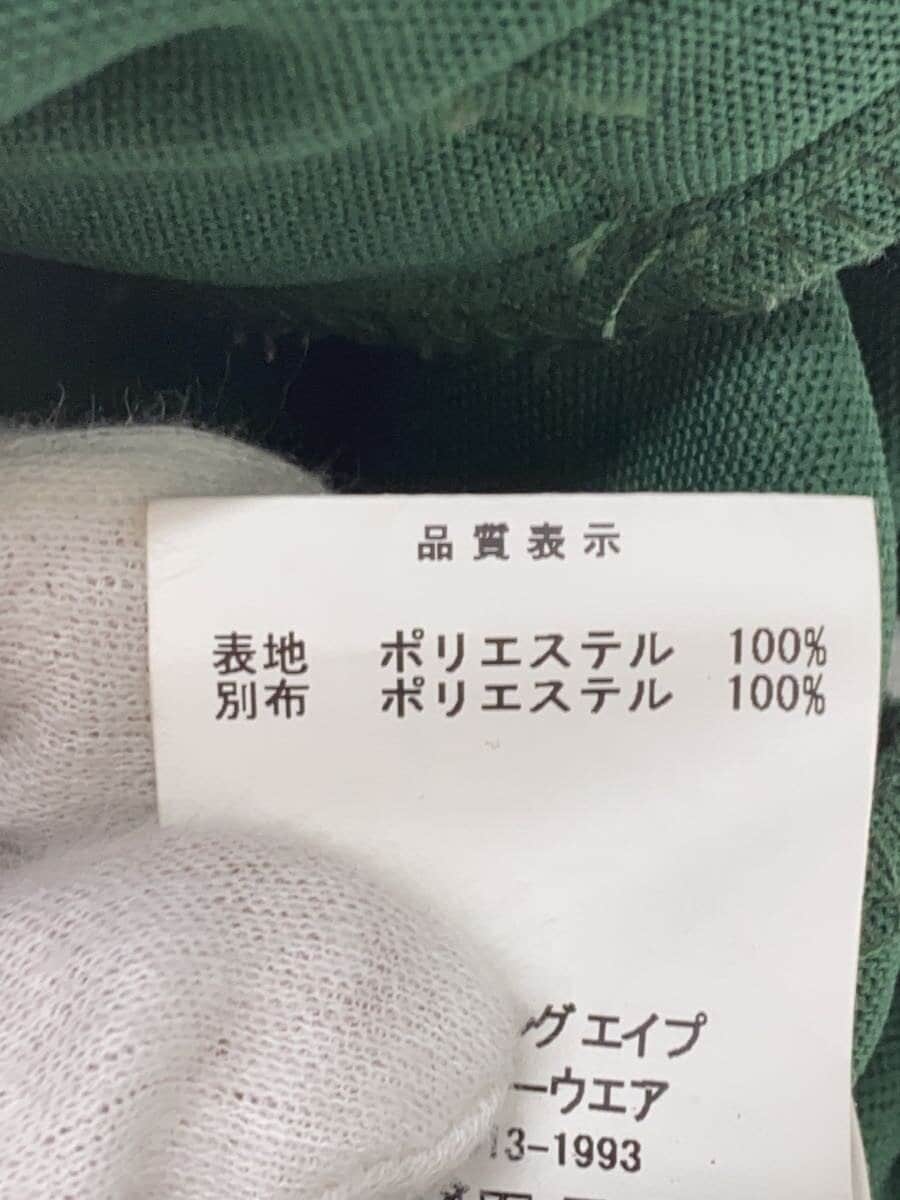 品質表示
表地 ポリエステル 100%
別布 ポリエステル 100%
グエイプ
ーウエア
3-1993